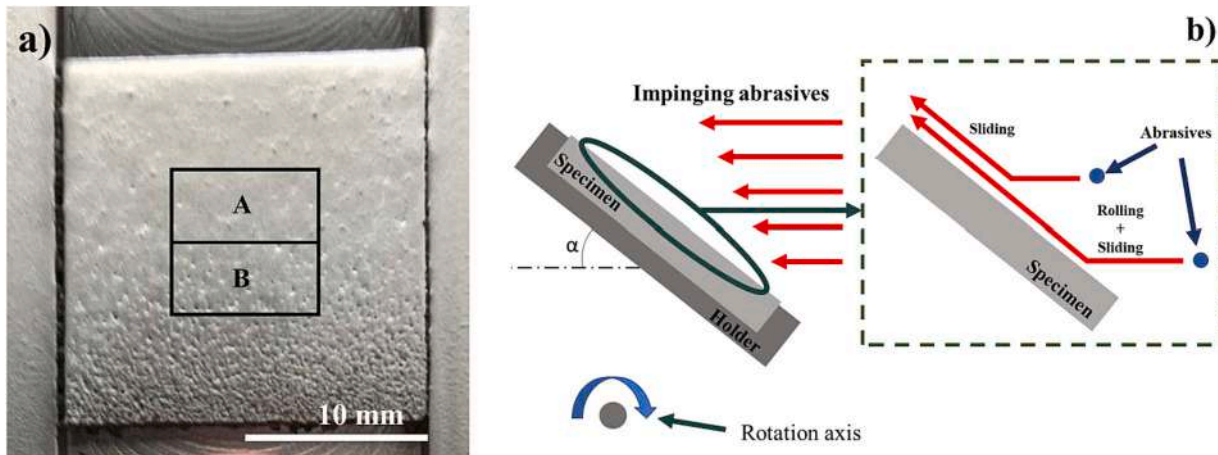 a)
A
B
10 mm
b)
Impinging abrasives
Specimen
α
Holder
Rotation axis
Sliding
Abrasives
Rolling
+
Sliding
Specimen